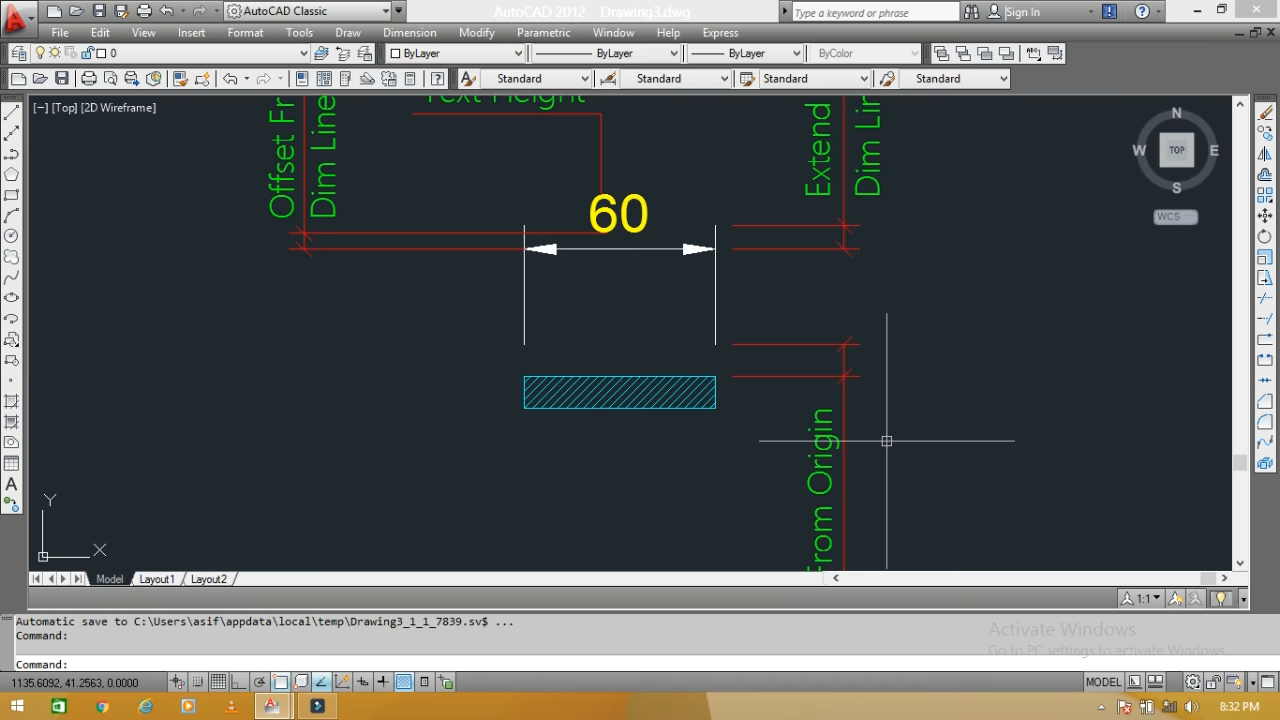 AutoCAD Classic
AutoCAD 2012 Drawing3.dwg
Type a keyword or phrase
Sign In
File Edit View Insert Format Tools Draw Dimension Modify Parametric Window Help Express
0
ByLayer
ByLayer
ByLayer
ByColor
Standard
Standard
Standard
Standard
[−] [Top] [2D Wireframe]
Text Height
Offset Fr
Dim Line
Extend
Dim Lin
60
From Origin
N
W TOP E
S
WCS
Y
X
Model Layout1 Layout2
1:1
Automatic save to C:\Users\asif\appdata\local\temp\Drawing3_1_1_7839.sv$ ...
Command:
Command:
Activate Windows
Go to PC settings to activate Windows.
1135.6092, 41.2563, 0.0000
MODEL
8:32 PM